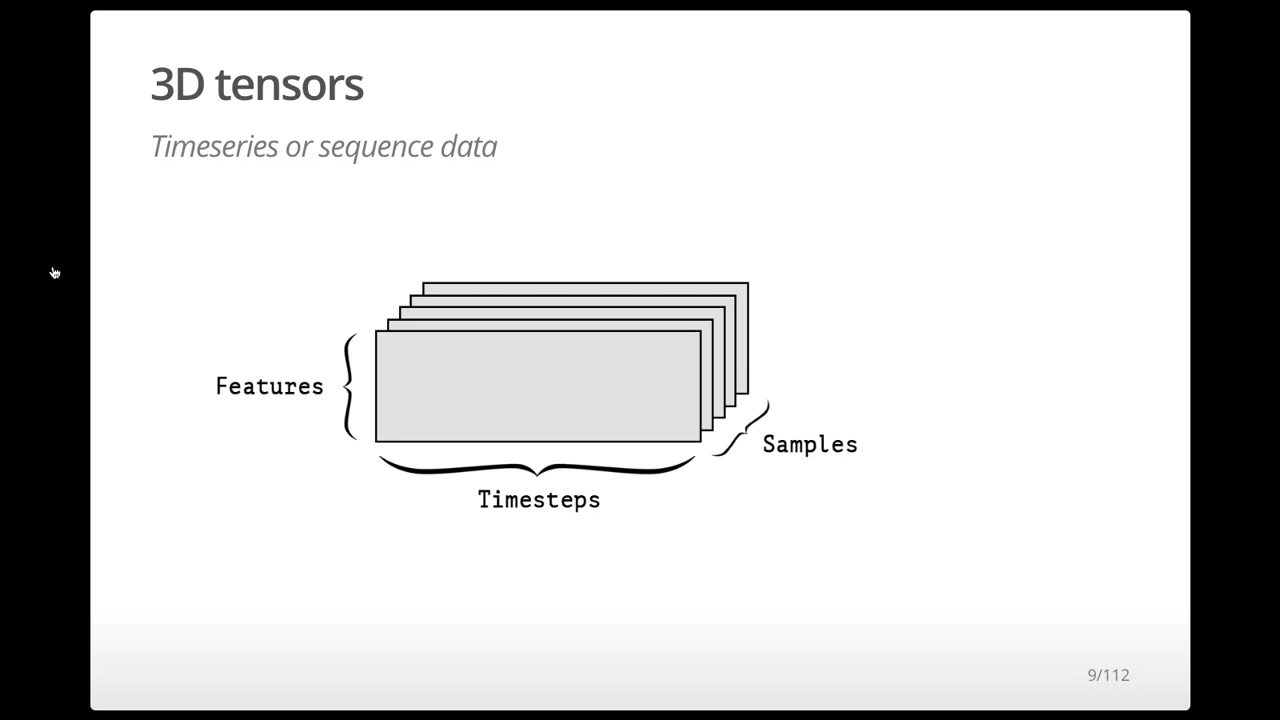 3D tensors
Timeseries or sequence data
Features
Samples
Timesteps
9/112